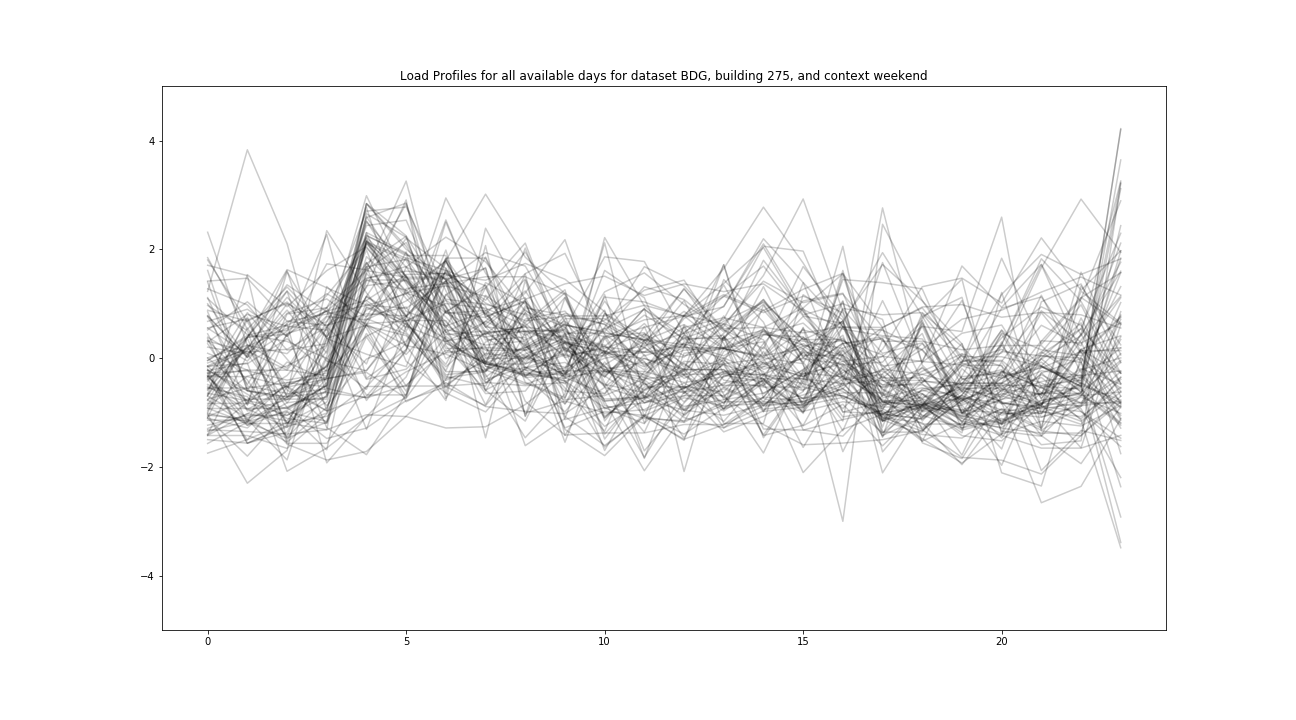 Load Profiles for all available days for dataset BDG, building 275, and context weekend
4
2
0
−2
−4
0 5 10 15 20